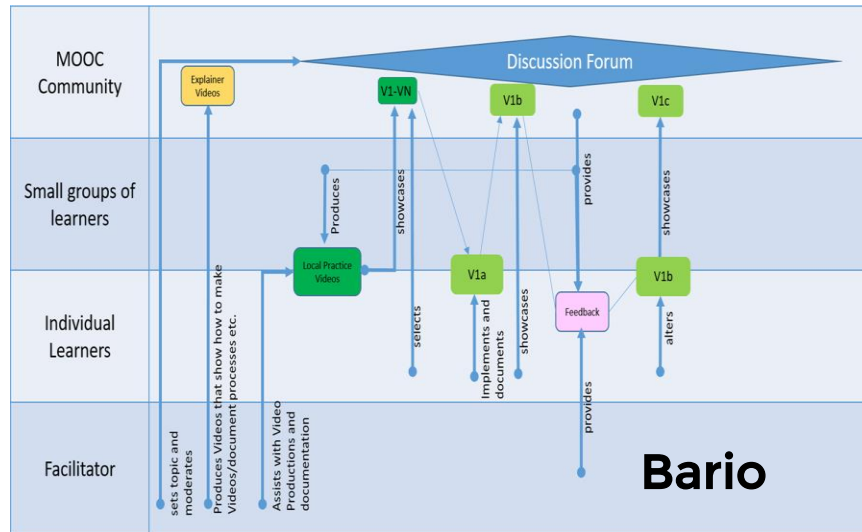 MOOC
Community
Explainer
Videos
Discussion Forum
V1-VN
V1b
V1c
Small groups of
learners
Produces
showcases
provides
showcases
Local Practice
Videos
V1a
V1b
Individual
Learners
selects
Implements and
documents
showcases
Feedback
alters
Facilitator
sets topic and
moderates
Produces Videos that show how to make
Videos/document processes etc.
Assists with Video
Productions and
documentation
provides
Bario